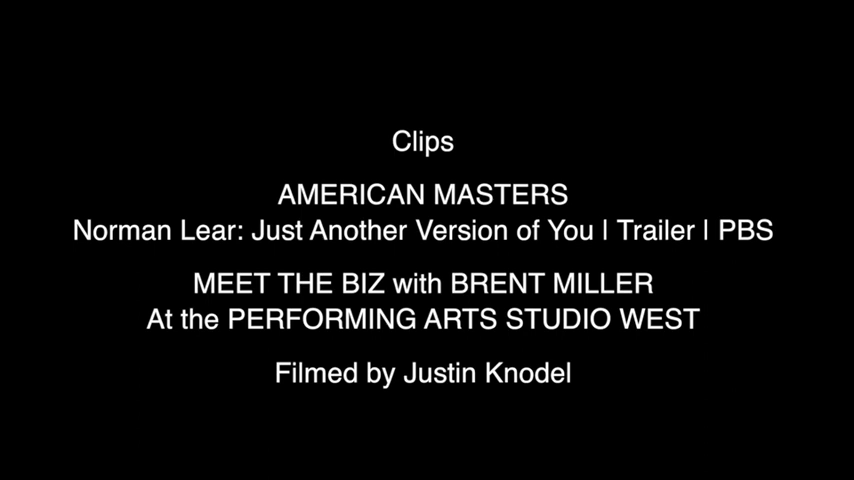 Clips
AMERICAN MASTERS
Norman Lear: Just Another Version of You | Trailer | PBS
MEET THE BIZ with BRENT MILLER
At the PERFORMING ARTS STUDIO WEST
Filmed by Justin Knodel